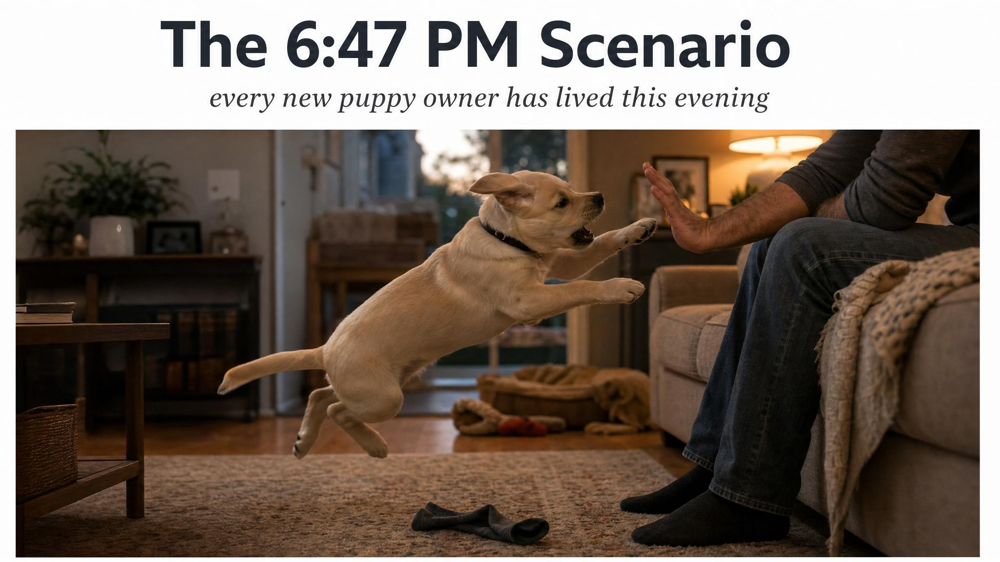 The 6:47 PM Scenario
every new puppy owner has lived this evening